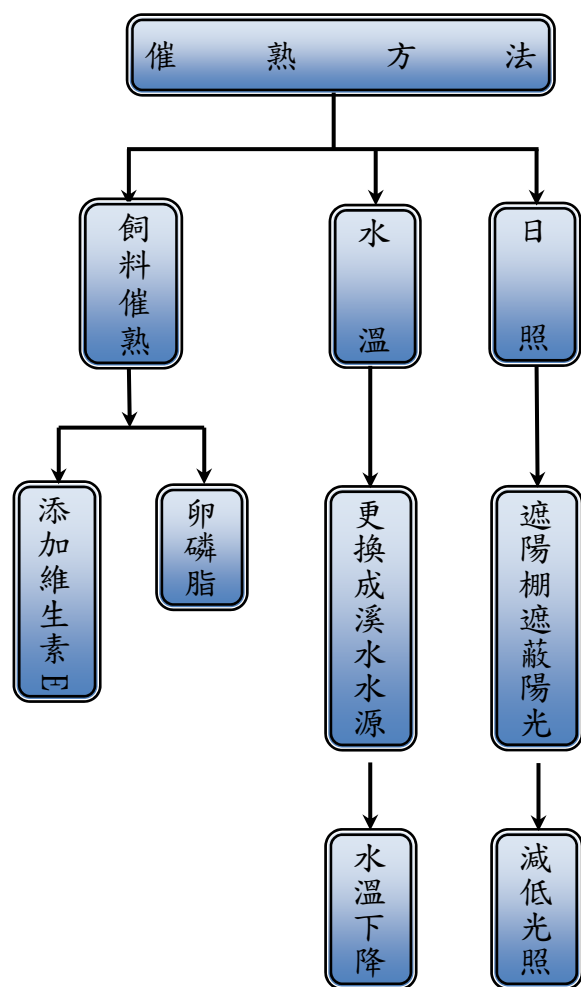 催熟方法
飼料催熟
水溫
日照
添加維生素E
卵磷脂
更換成溪水水源
遮陽棚遮蔽陽光
水溫下降
減低光照